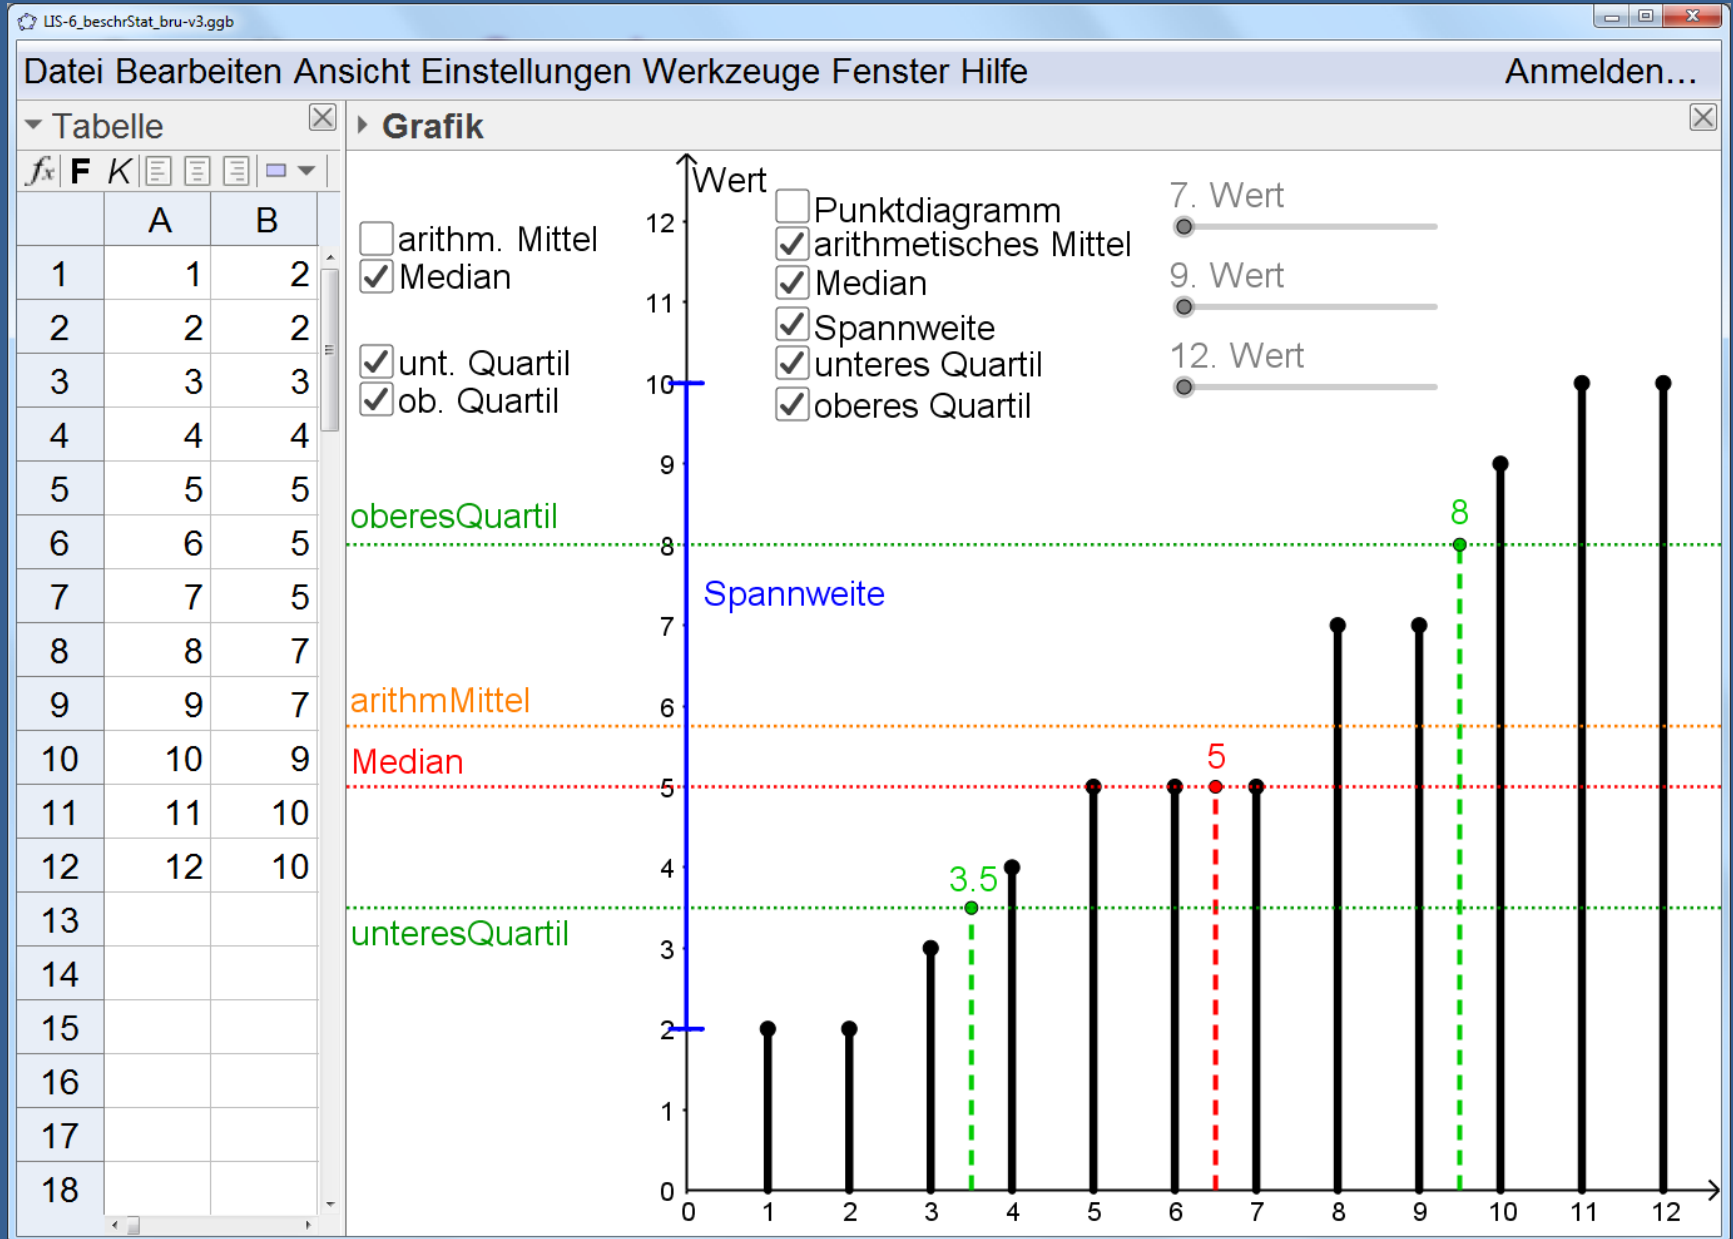 LIS-6_beschrStat_bru-v3.ggb
Datei Bearbeiten Ansicht Einstellungen Werkzeuge Fenster Hilfe Anmelden...
Tabelle
Grafik
fx F K
A B
1 1 2
2 2 2
3 3 3
4 4 4
5 5 5
6 6 5
7 7 5
8 8 7
9 9 7
10 10 9
11 11 10
12 12 10
13
14
15
16
17
18
arithm. Mittel
Median
unt. Quartil
ob. Quartil
Wert
Punktdiagramm
arithmetisches Mittel
Median
Spannweite
unteres Quartil
oberes Quartil
7. Wert
9. Wert
12. Wert
oberesQuartil
8
Spannweite
arithmMittel
Median
5
3.5
unteresQuartil
12
11
10
9
8
7
6
5
4
3
2
1
0
0 1 2 3 4 5 6 7 8 9 10 11 12